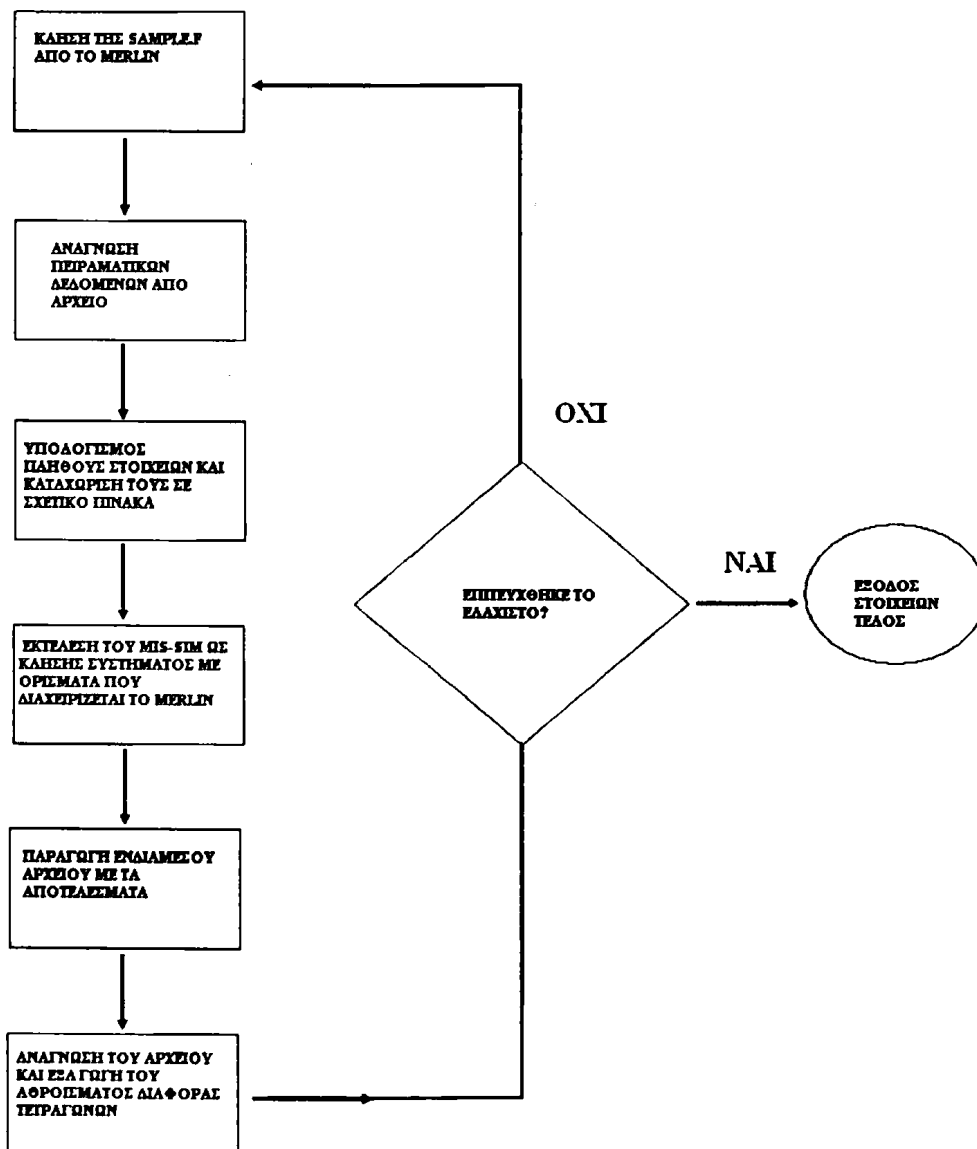 ΚΛΗΣΗ ΤΗΣ SAMPLE.F
ΑΠΟ ΤΟ MERLIN
ΑΝΑΓΝΩΣΗ
ΠΕΙΡΑΜΑΤΙΚΩΝ
ΔΕΔΟΜΕΝΩΝ ΑΠΟ
ΑΡΧΕΙΟ
ΥΠΟΛΟΓΙΣΜΟΣ
ΠΛΗΘΟΥΣ ΣΤΟΙΧΕΙΩΝ ΚΑΙ
ΚΑΤΑΧΩΡΙΣΗ ΤΟΥΣ ΣΕ
ΣΧΕΤΙΚΟ ΠΙΝΑΚΑ
ΕΚΤΕΛΕΣΗ ΤΟΥ MIS-SIM ΩΣ
ΚΛΗΣΗΣ ΣΥΣΤΗΜΑΤΟΣ ΜΕ
ΟΡΙΣΜΑΤΑ ΠΟΥ
ΔΙΑΧΕΙΡΙΖΕΤΑΙ ΤΟ MERLIN
ΠΑΡΑΓΩΓΗ ΕΝΔΙΑΜΕΣΟΥ
ΑΡΧΕΙΟΥ ΜΕ ΤΑ
ΑΠΟΤΕΛΕΣΜΑΤΑ
ΑΝΑΓΝΩΣΗ ΤΟΥ ΑΡΧΕΙΟΥ
ΚΑΙ ΕΞΑΓΩΓΗ ΤΟΥ
ΑΘΡΟΙΣΜΑΤΟΣ ΔΙΑΦΟΡΑΣ
ΤΕΤΡΑΓΩΝΩΝ
ΟΧΙ
ΕΠΙΤΕΥΧΘΗΚΕ ΤΟ
ΕΛΑΧΙΣΤΟ?
ΝΑΙ
ΕΞΟΔΟΣ
ΣΤΟΙΧΕΙΩΝ
ΤΕΛΟΣ